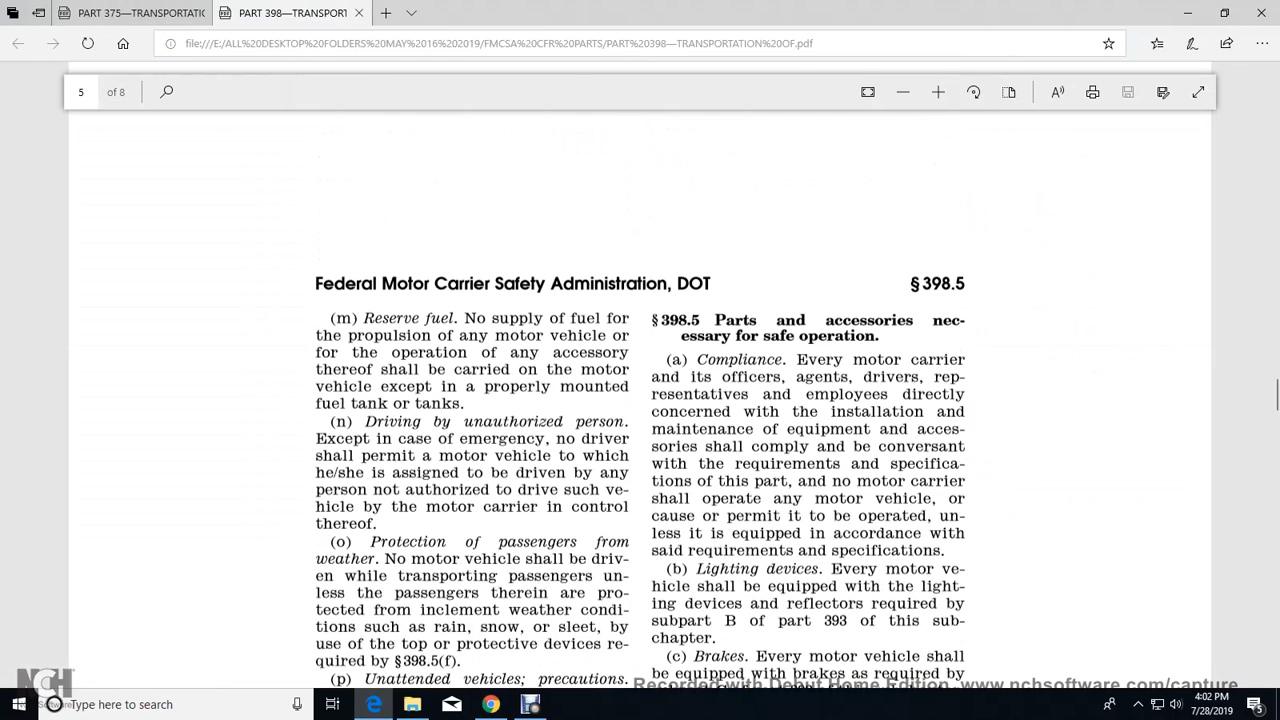 PART 375—TRANSPORTATIC
PART 398—TRANSPORT
file:///E:/ALL%20DESKTOP%20FOLDERS%20MAY%2016%202019/FMCSA%20CFR%20PARTS/PART%20398—TRANSPORTATION%20OF.pdf
5 of 8
Federal Motor Carrier Safety Administration, DOT
§ 398.5
(m) Reserve fuel. No supply of fuel for
the propulsion of any motor vehicle or
for the operation of any accessory
thereof shall be carried on the motor
vehicle except in a properly mounted
fuel tank or tanks.
(n) Driving by unauthorized person.
Except in case of emergency, no driver
shall permit a motor vehicle to which
he/she is assigned to be driven by any
person not authorized to drive such ve-
hicle by the motor carrier in control
thereof.
(o) Protection of passengers from
weather. No motor vehicle shall be driv-
en while transporting passengers un-
less the passengers therein are pro-
tected from inclement weather condi-
tions such as rain, snow, or sleet, by
use of the top or protective devices re-
quired by §398.5(f).
(p) Unattended vehicles; precautions.
§ 398.5 Parts and accessories nec-
essary for safe operation.
(a) Compliance. Every motor carrier
and its officers, agents, drivers, rep-
resentatives and employees directly
concerned with the installation and
maintenance of equipment and acces-
sories shall comply and be conversant
with the requirements and specifica-
tions of this part, and no motor carrier
shall operate any motor vehicle, or
cause or permit it to be operated, un-
less it is equipped in accordance with
said requirements and specifications.
(b) Lighting devices. Every motor ve-
hicle shall be equipped with the light-
ing devices and reflectors required by
subpart B of part 393 of this sub-
chapter.
(c) Brakes. Every motor vehicle shall
be equipped with brakes as required by
Recorded with Debut Home Edition. www.nchsoftware.com/capture
NCH
Software
Type here to search
4:02 PM
7/28/2019
5